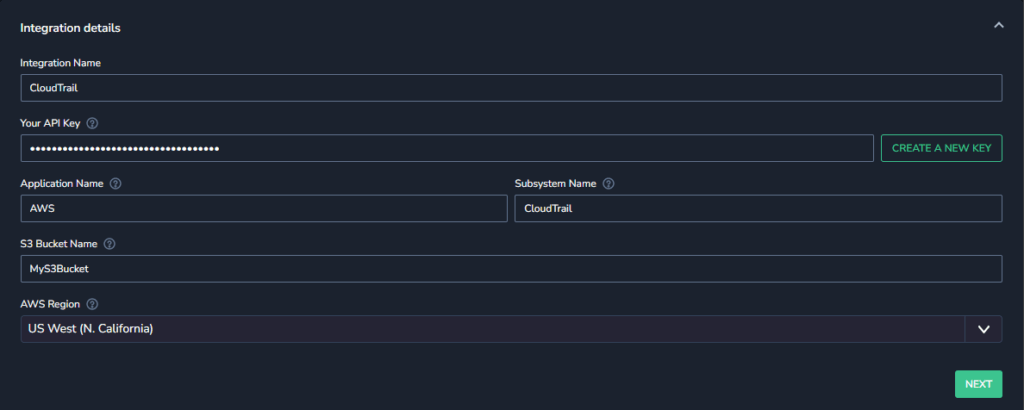 Integration details
Integration Name
CloudTrail
Your API Key
•••••••••••••••••••••••••••••••••••
CREATE A NEW KEY
Application Name
Subsystem Name
AWS
CloudTrail
S3 Bucket Name
MyS3Bucket
AWS Region
US West (N. California)
NEXT